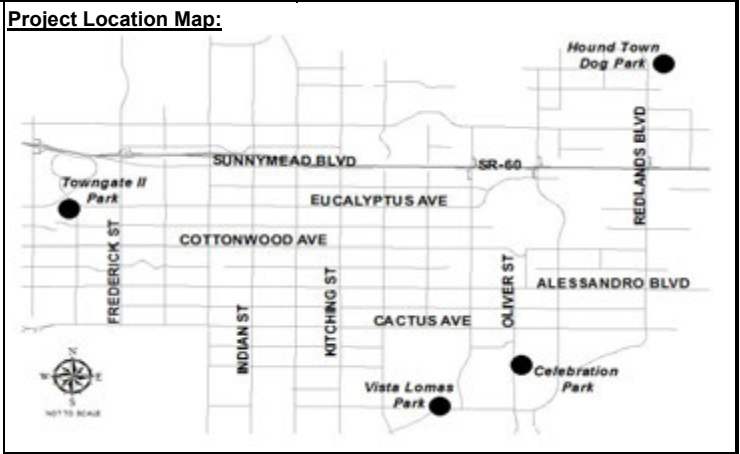 Project Location Map:
Hound Town
Dog Park
REDLANDS BLVD
SUNNYMEAD BLVD
SR-60
Towngate II
Park
EUCALYPTUS AVE
FREDERICK ST
COTTONWOOD AVE
OLIVER ST
ALESSANDRO BLVD
KITCHING ST
INDIAN ST
CACTUS AVE
N
W
E
S
NOT TO SCALE
Celebration
Park
Vista Lomas
Park